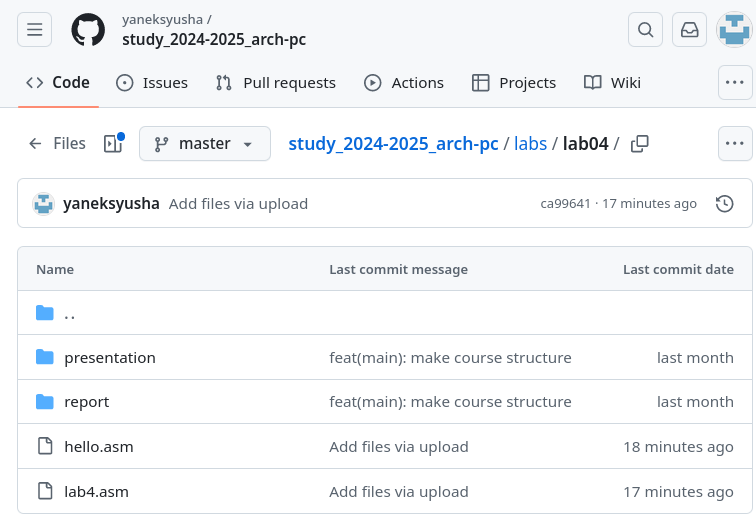 yaneksyusha /
study_2024-2025_arch-pc
Code Issues Pull requests Actions Projects Wiki
Files master study_2024-2025_arch-pc / labs / lab04 /
yaneksyusha Add files via upload ca99641 · 17 minutes ago
Name Last commit message Last commit date
..
presentation feat(main): make course structure last month
report feat(main): make course structure last month
hello.asm Add files via upload 18 minutes ago
lab4.asm Add files via upload 17 minutes ago